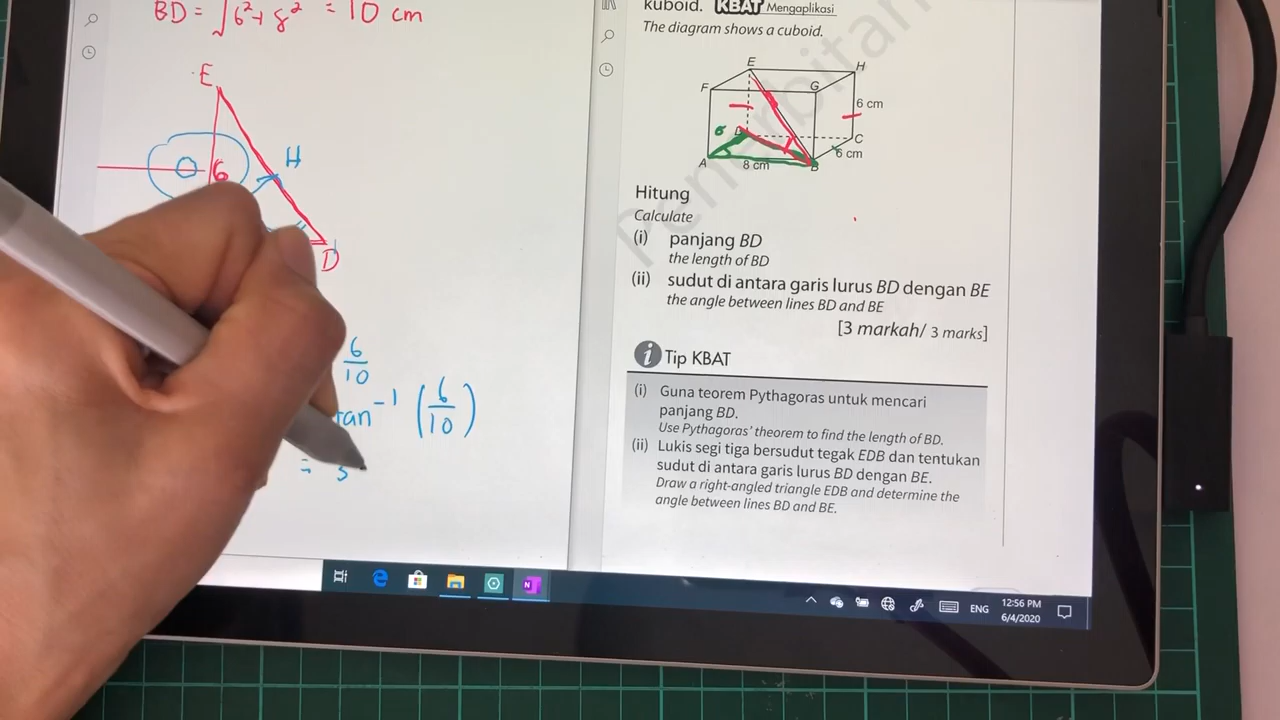 BD = √6²+8² = 10 cm
E
H
O
6
D
6/10
tan⁻¹ (6/10)
= 3
kuboid. KBAT Mengaplikasi
The diagram shows a cuboid.
E
H
F
G
6 cm
6
D
C
6 cm
A
8 cm
B
Hitung
Calculate
(i) panjang BD
the length of BD
(ii) sudut di antara garis lurus BD dengan BE
the angle between lines BD and BE
[3 markah/ 3 marks]
i Tip KBAT
(i) Guna teorem Pythagoras untuk mencari
panjang BD.
Use Pythagoras' theorem to find the length of BD.
(ii) Lukis segi tiga bersudut tegak EDB dan tentukan
sudut di antara garis lurus BD dengan BE.
Draw a right-angled triangle EDB and determine the
angle between lines BD and BE.
ENG
12:56 PM
6/4/2020